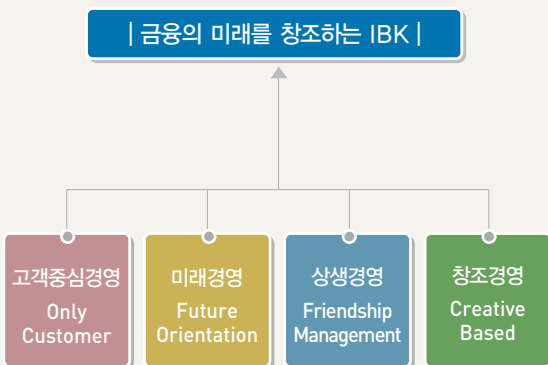 | 금융의 미래를 창조하는 IBK |
고객중심경영
Only
Customer
미래경영
Future
Orientation
상생경영
Friendship
Management
창조경영
Creative
Based